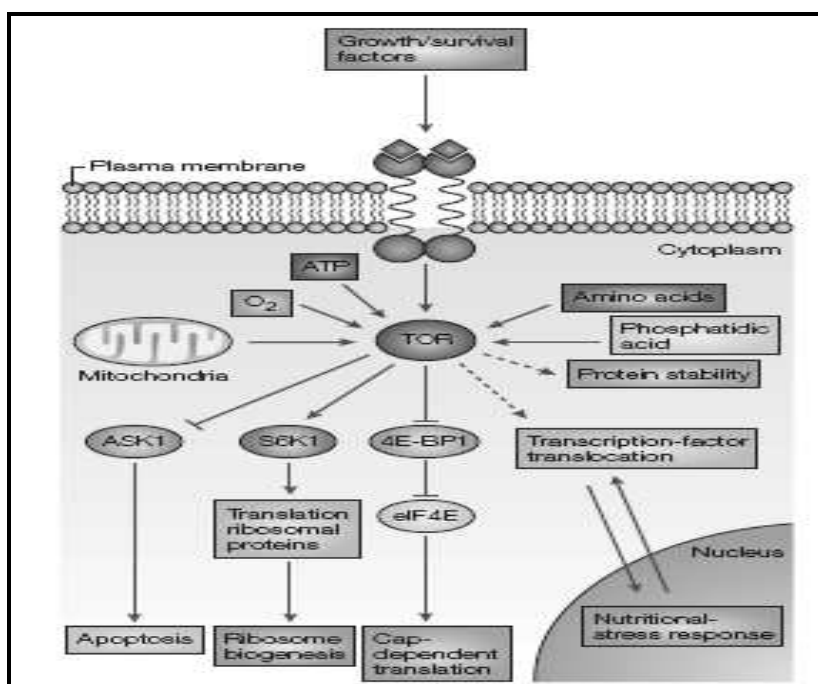 Growth/survival
factors
Plasma membrane
Cytoplasm
ATP
O2
Amino acids
TOR
Phosphatidic
acid
Mitochondria
Protein stability
ASK1
S6K1
4E-BP1
Transcription-factor
translocation
Translation
ribosomal
proteins
eIF4E
Nucleus
Apoptosis
Ribosome
biogenesis
Cap-
dependent
translation
Nutritional-
stress response